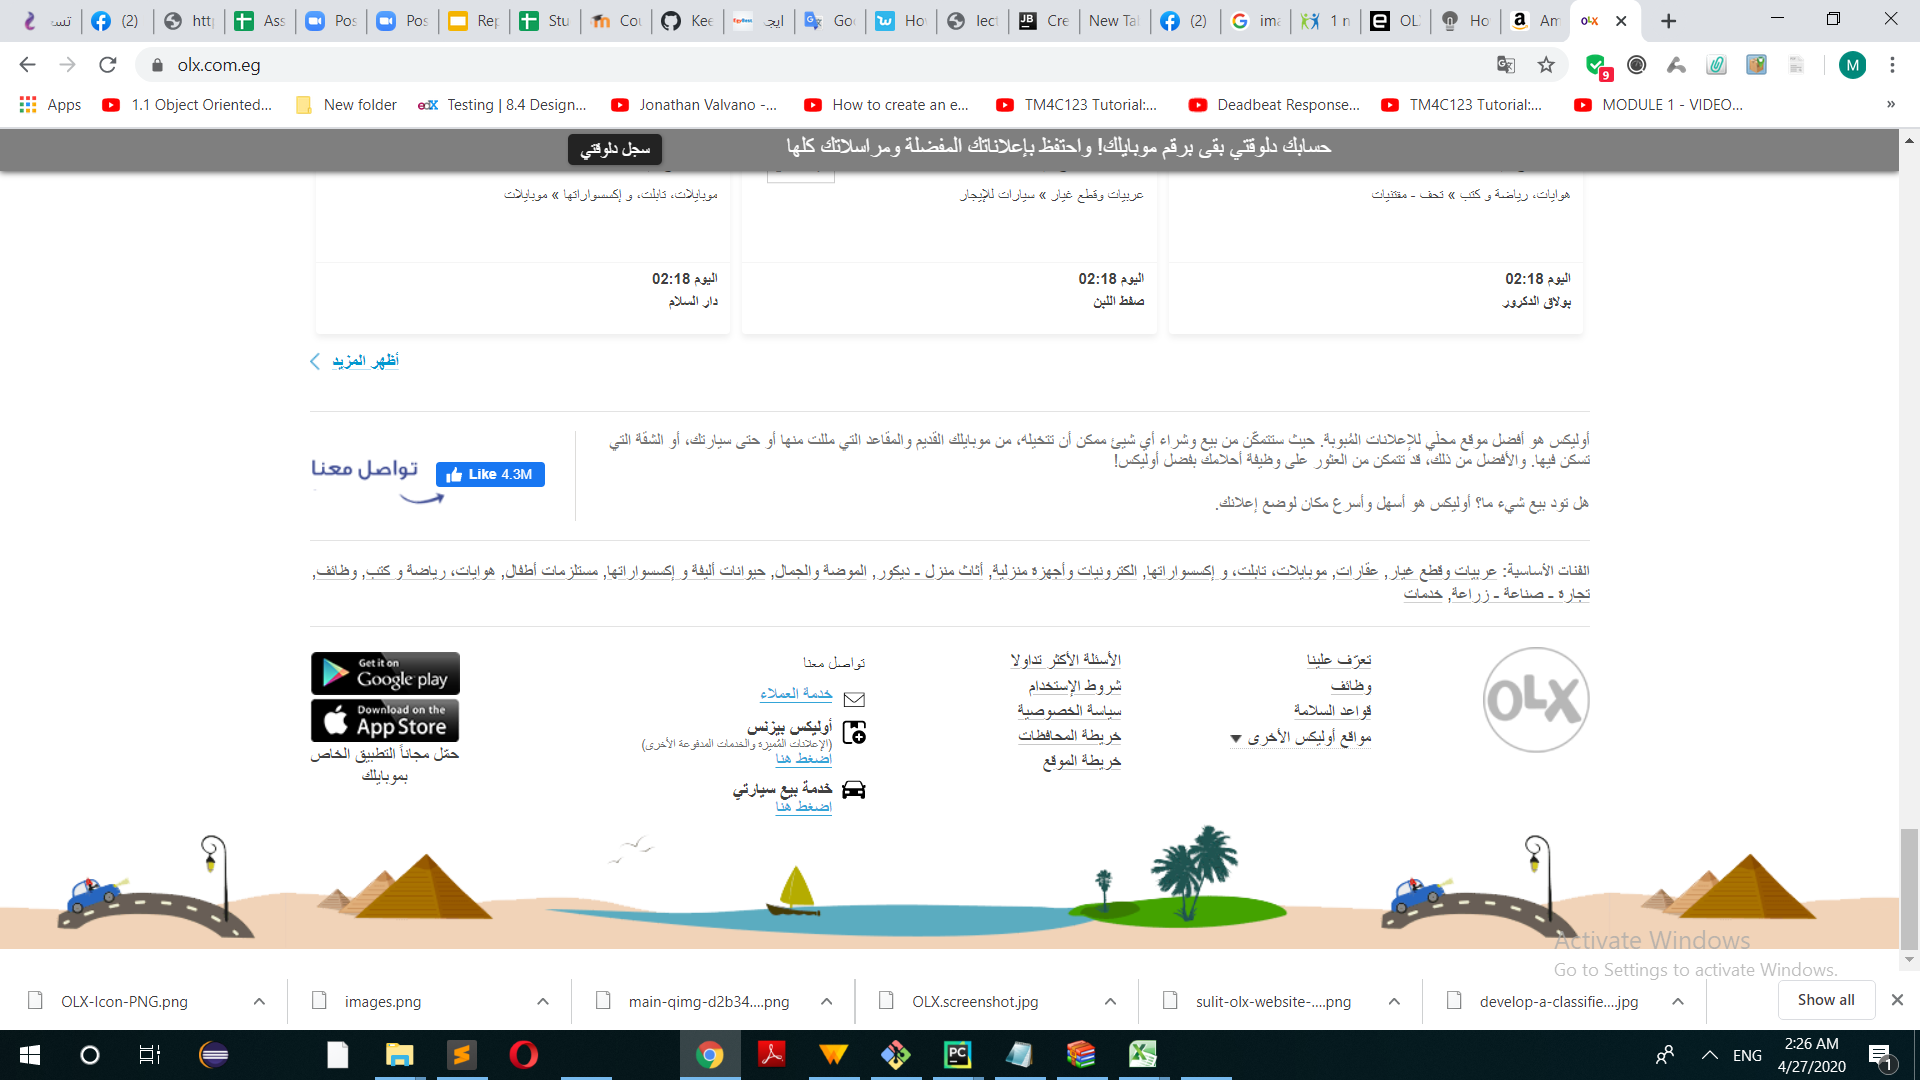 تسج
(2)
htt
Ass
Pos
Pos
Rep
Stu
Cou
Kee
ايجـ
Goo
Ho
lect
Cre
New Tal
(2)
ima
1 n
OL
Ho
Am
olx.com.eg
M
9
Apps
1.1 Object Oriented...
New folder
Testing | 8.4 Design...
Jonathan Valvano -...
How to create an e...
TM4C123 Tutorial:...
Deadbeat Response...
TM4C123 Tutorial:...
MODULE 1 - VIDEO...
»
حسابك دلوقتي بقى برقم موبايلك! واحتفظ بإعلاناتك المفضلة ومراسلاتك كلها
سجل دلوقتي
هوايات، رياضة و كتب » تحف - مقتنيات
اليوم 02:18
بولاق الدكرور
عربيات وقطع غيار » سيارات للإيجار
اليوم 02:18
صفط اللبن
موبايلات، تابلت، و إكسسواراتها » موبايلات
اليوم 02:18
دار السلام
أظهر المزيد
أوليكس هو أفضل موقع محلّي للإعلانات المُبوبة. حيث ستتمكّن من بيع وشراء أي شيئ ممكن أن تتخيله، من موبايلك القديم والمقاعد التي مللت منها أو حتى سيارتك، أو الشقّة التي
تسكن فيها. والأفضل من ذلك، قد تتمكن من العثور على وظيفة أحلامك بفضل أوليكس!
هل تود بيع شيء ما؟ أوليكس هو أسهل وأسرع مكان لوضع إعلانك.
تواصل معنا
Like 4.3M
الفئات الأساسية: عربيات وقطع غيار, عقارات, موبايلات، تابلت، و إكسسواراتها, الكترونيات وأجهزة منزلية, أثاث منزل - ديكور, الموضة والجمال, حيوانات أليفة و إكسسواراتها, مستلزمات أطفال, هوايات، رياضة و كتب, وظائف,
تجارة - صناعة - زراعة, خدمات
OLX
تعرّف علينا
وظائف
قواعد السلامة
مواقع أوليكس الأخرى
الأسئلة الأكثر تداولا
شروط الإستخدام
سياسة الخصوصية
خريطة المحافظات
خريطة الموقع
تواصل معنا
خدمة العملاء
أوليكس بيزنس
(الإعلانات المُميزة والخدمات المدفوعة الأخرى)
اضغط هنا
خدمة بيع سيارتي
اضغط هنا
Get it on
Google play
Download on the
App Store
حمّل مجاناً التطبيق الخاص
بموبايلك
Activate Windows
Go to Settings to activate Windows.
OLX-Icon-PNG.png
images.png
main-qimg-d2b34....png
OLX.screenshot.jpg
sulit-olx-website-....png
develop-a-classifie....jpg
Show all
ENG
2:26 AM
4/27/2020
1